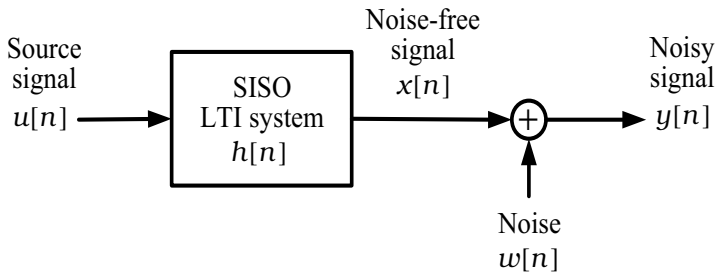 Source
signal
u[n]
SISO
LTI system
h[n]
Noise-free
signal
x[n]
+
Noise
w[n]
Noisy
signal
y[n]